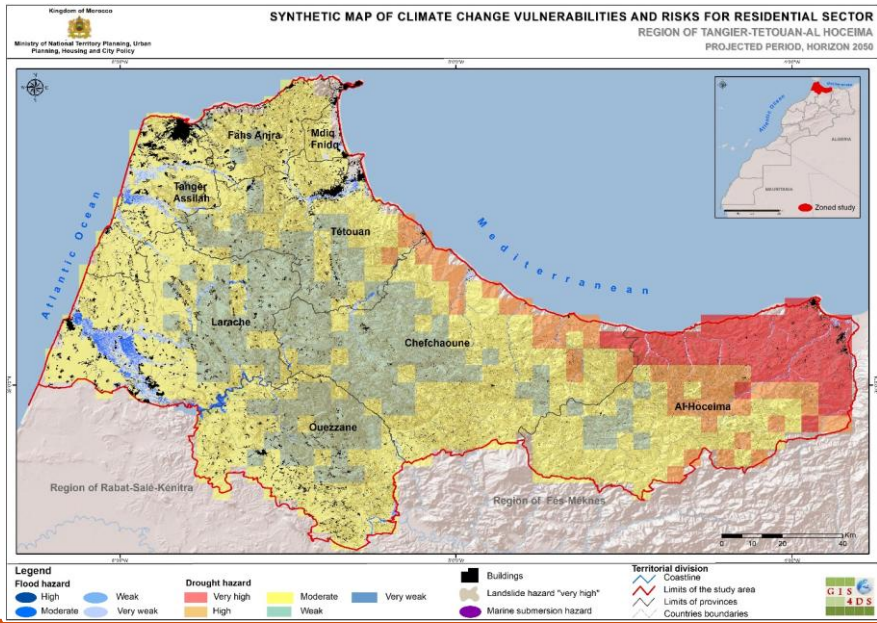 Kingdom of Morocco
Ministry of National Territory Planning, Urban
Planning, Housing and City Policy
SYNTHETIC MAP OF CLIMATE CHANGE VULNERABILITIES AND RISKS FOR RESIDENTIAL SECTOR
REGION OF TANGIER-TETOUAN-AL HOCEIMA
PROJECTED PERIOD, HORIZON 2050
Fahs Anjra
Mdiq
Fnidq
Tanger
Assilah
Tétouan
Atlantic Ocean
Mediterranean
Larache
Chefchaoune
Ouezzane
Al-Hoceima
Region of Rabat-Salé-Kénitra
Region of Fès-Meknès
Atlantic Ocean
ALGERIA
MAURITANIA
Zoned study
0 10 20 40
Km
Legend
Flood hazard
High
Weak
Moderate
Very weak
Drought hazard
Very high
Moderate
Very weak
High
Weak
Buildings
Landslide hazard "very high"
Marine submersion hazard
Territorial division
Coastline
Limits of the study area
Limits of provinces
Countries boundaries
GIS
4DS